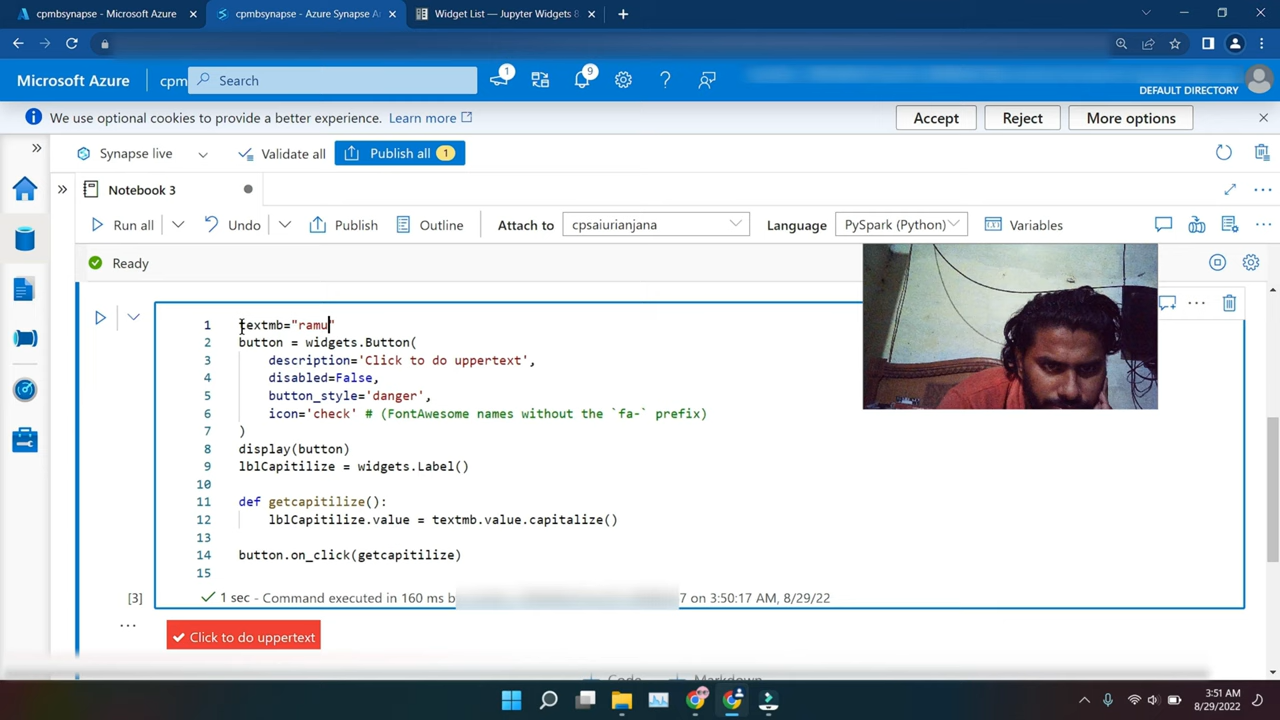 cpmbsynapse - Microsoft Azure
cpmbsynapse - Azure Synapse A
Widget List — Jupyter Widgets 8
Microsoft Azure
cpm
Search
1
9
DEFAULT DIRECTORY
We use optional cookies to provide a better experience. Learn more
Accept
Reject
More options
Synapse live
Validate all
Publish all 1
Notebook 3
Run all
Undo
Publish
Outline
Attach to
cpsaiurianjana
Language
PySpark (Python)
Variables
Ready
1 textmb="ramu"
2 button = widgets.Button(
3 description='Click to do uppertext',
4 disabled=False,
5 button_style='danger',
6 icon='check' # (FontAwesome names without the `fa-` prefix)
7 )
8 display(button)
9 lblCapitilize = widgets.Label()
10
11 def getcapitilize():
12 lblCapitilize.value = textmb.value.capitalize()
13
14 button.on_click(getcapitilize)
15
[3]
1 sec - Command executed in 160 ms b 7 on 3:50:17 AM, 8/29/22
Click to do uppertext
Code
Markdown
3:51 AM
8/29/2022